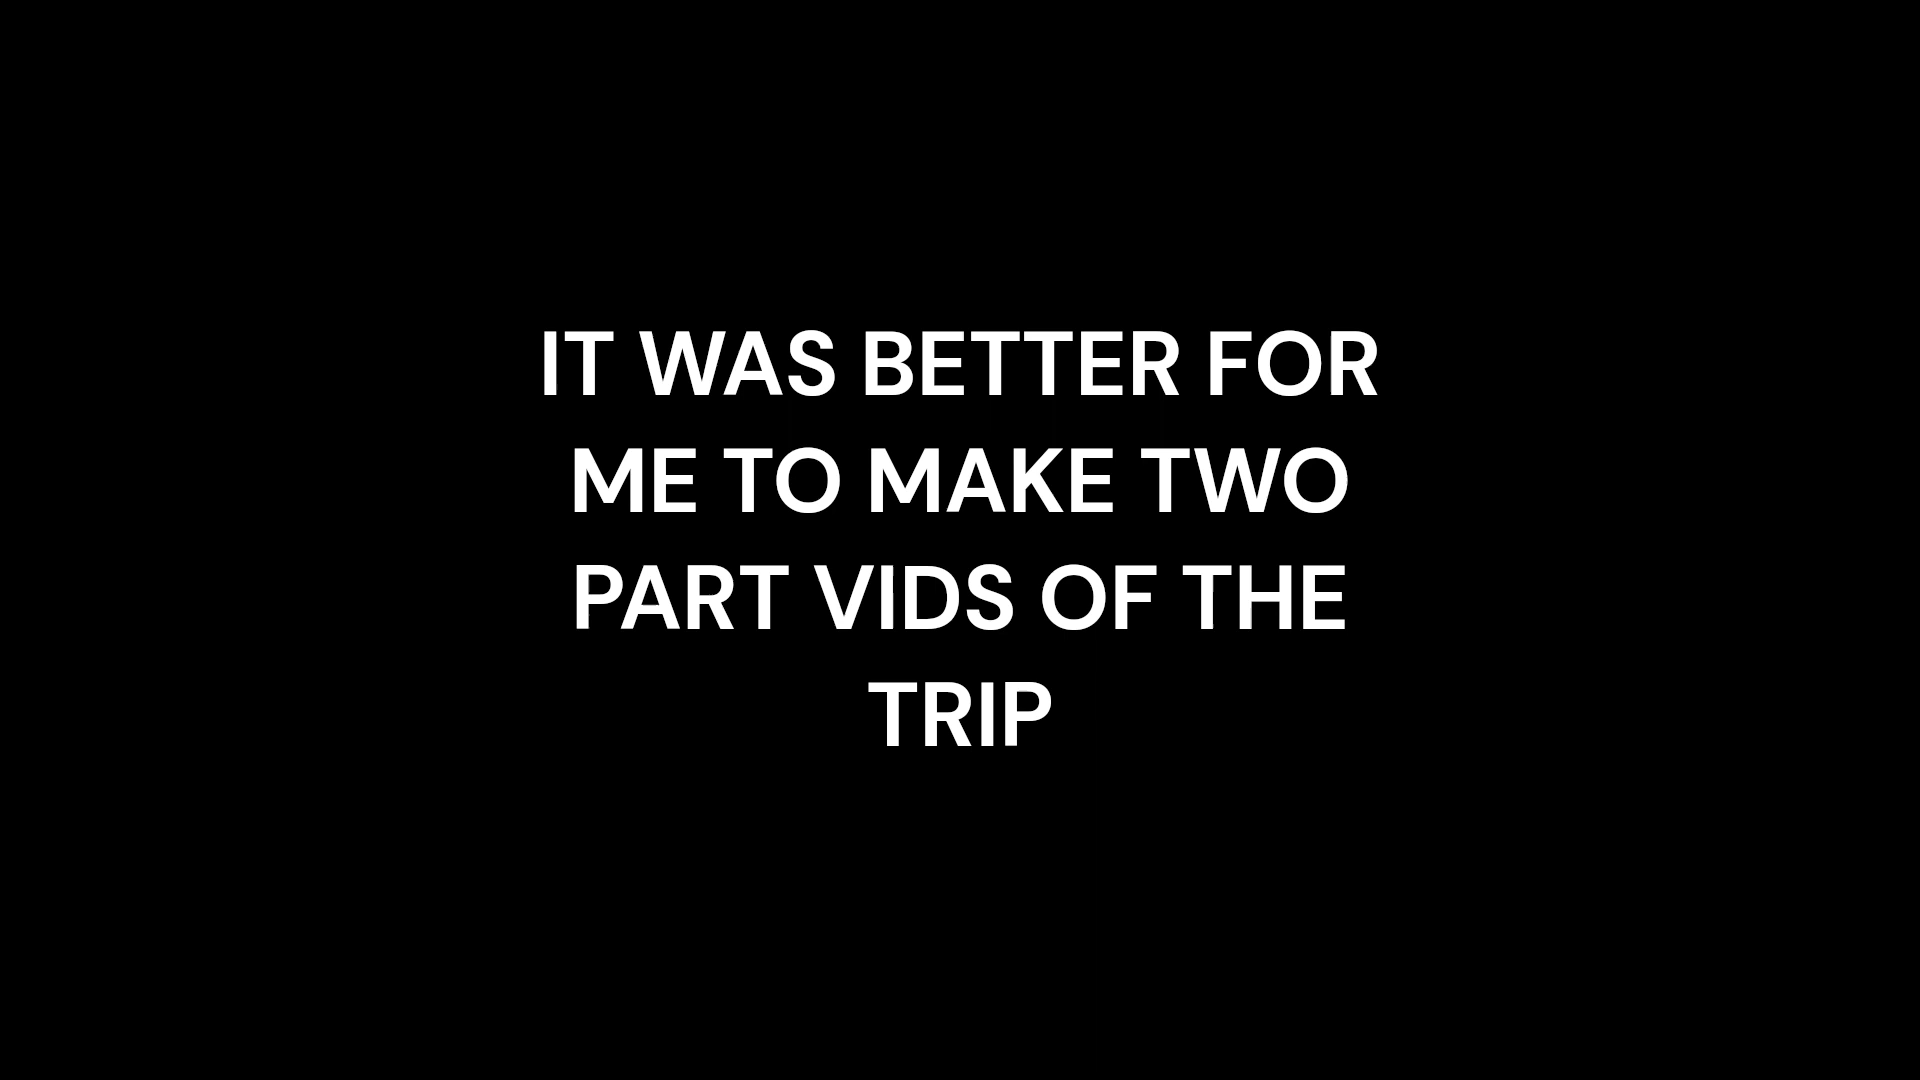 IT WAS BETTER FOR
ME TO MAKE TWO
PART VIDS OF THE
TRIP